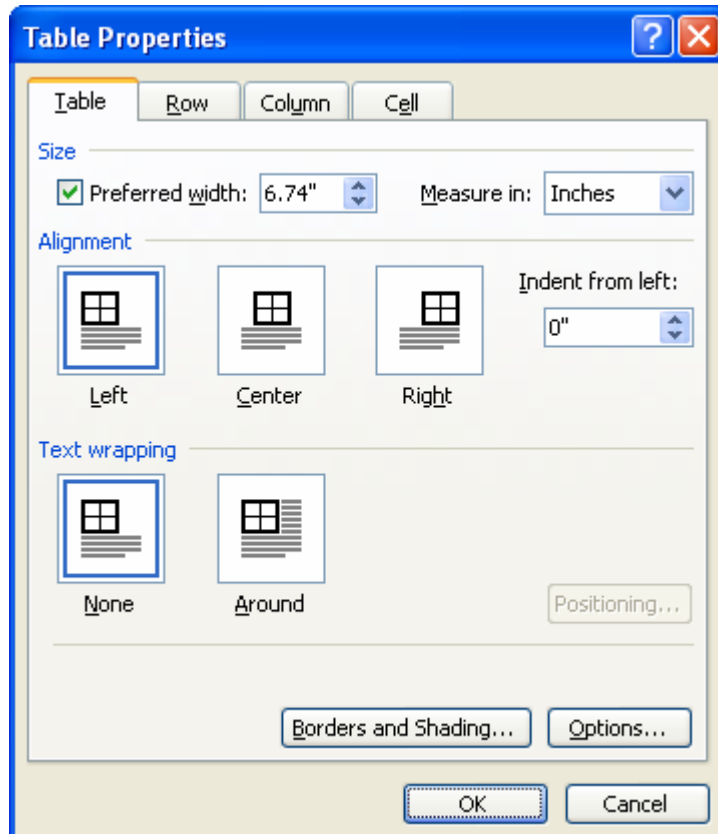 Table Properties
Table Row Column Cell
Size
Preferred width: 6.74" Measure in: Inches
Alignment
Indent from left:
0"
Left Center Right
Text wrapping
None Around Positioning...
Borders and Shading... Options...
OK Cancel